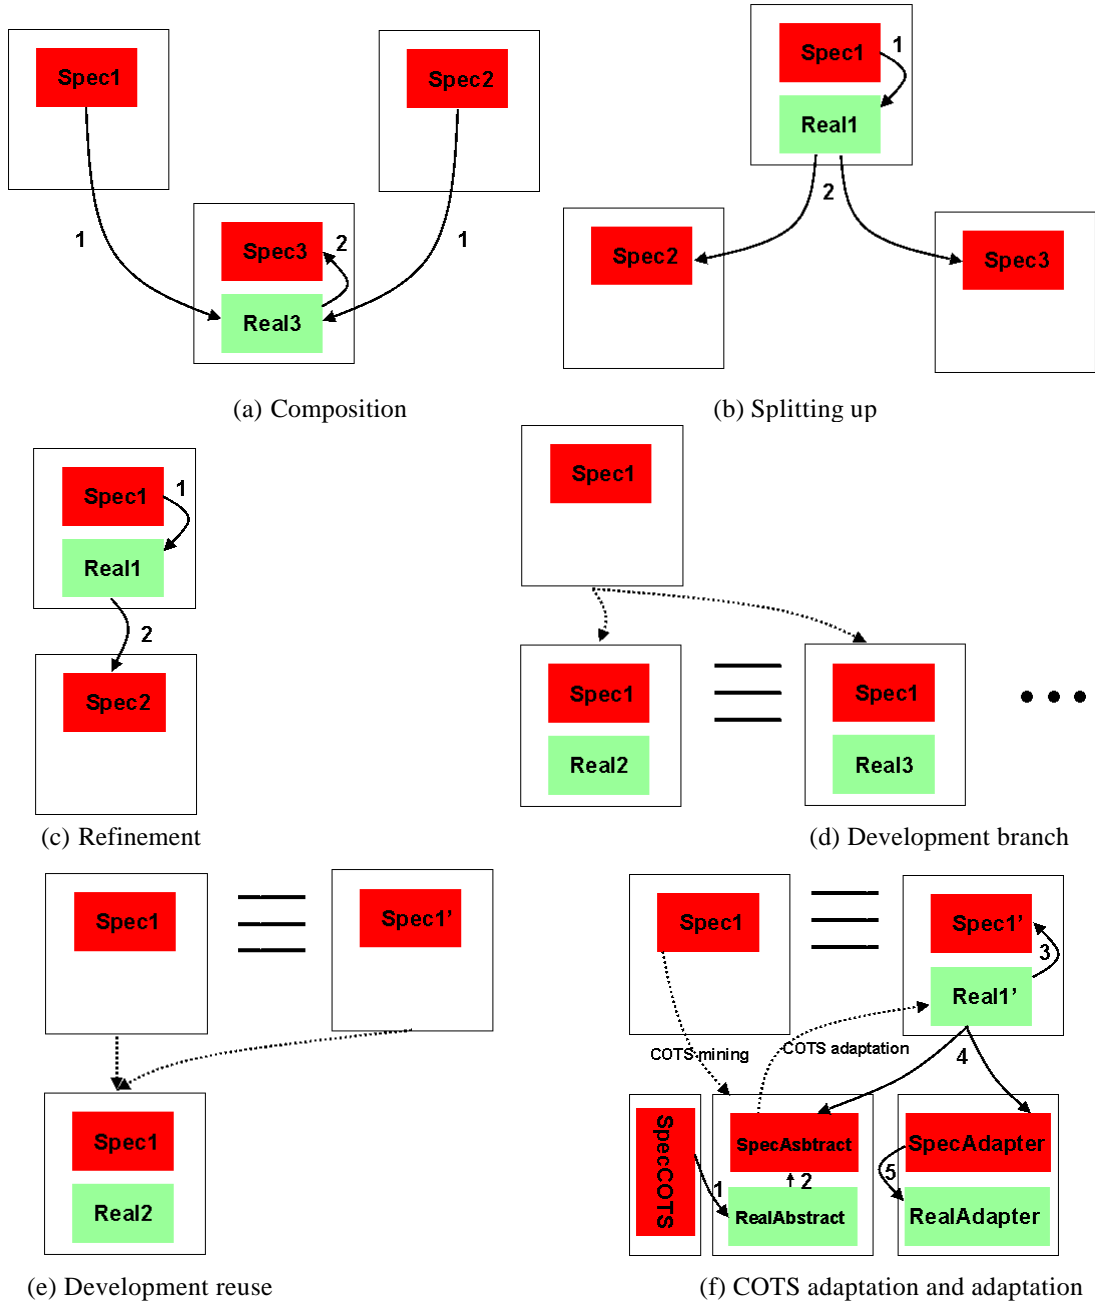 Spec1
Spec2
1
1
Spec3
2
Real3
(a) Composition
Spec1
1
Real1
2
Spec2
Spec3
(b) Splitting up
Spec1
1
Real1
2
Spec2
(c) Refinement
Spec1
Spec1
Real2
Spec1
Real3
(d) Development branch
Spec1
Spec1’
Spec1
Real2
(e) Development reuse
Spec1
Spec1’
3
Real1’
COTS mining
COTS adaptation
4
SpecCOTS
1
SpecAsbtract
2
RealAbstract
SpecAdapter
5
RealAdapter
(f) COTS adaptation and adaptation